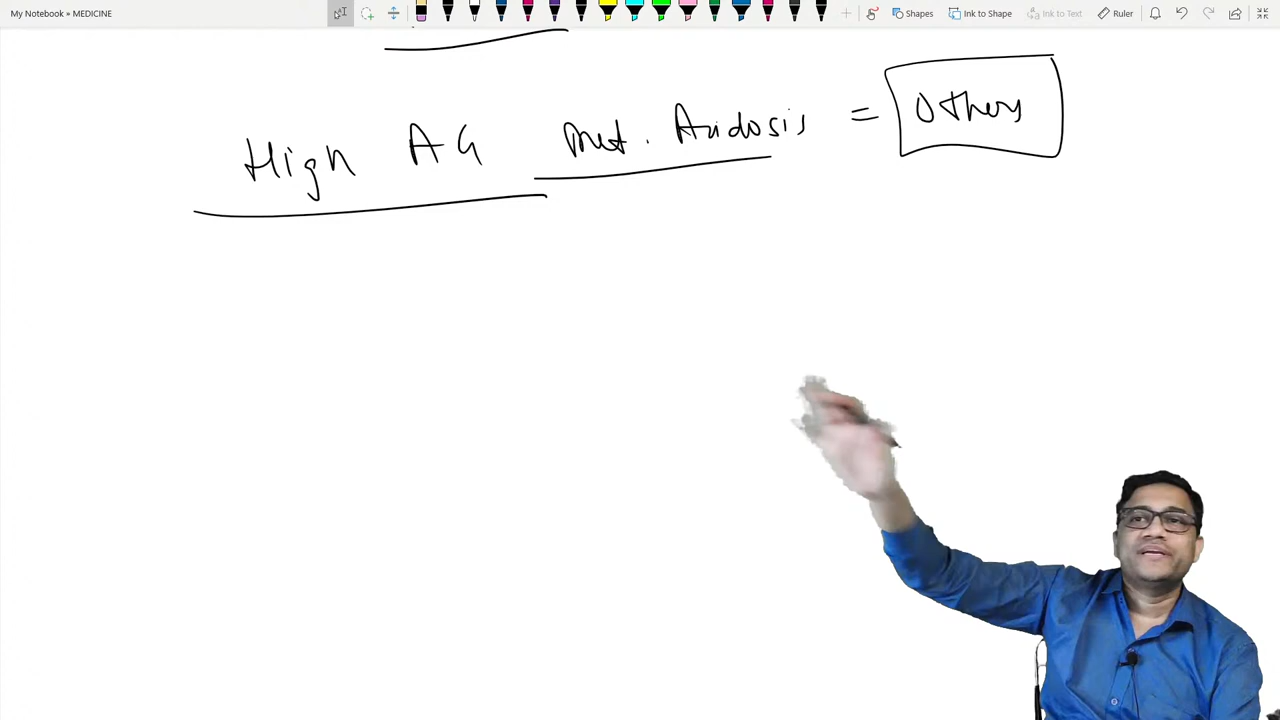 My Notebook » MEDICINE
Shapes
Ink to Shape
Ink to Text
Ruler
High AG Met. Acidosis = Others